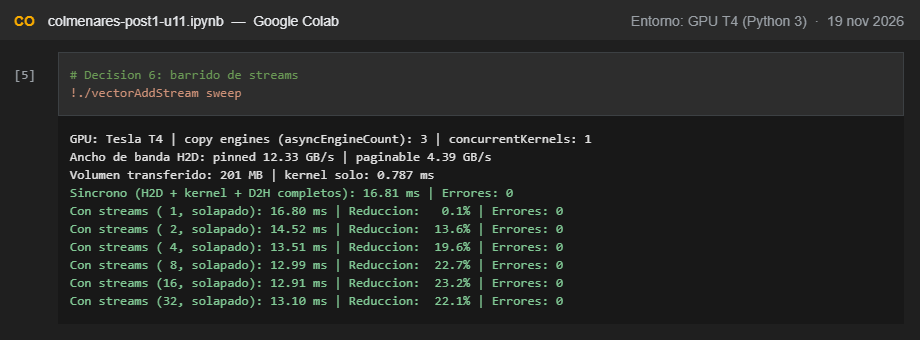 CO colmenares-post1-u11.ipynb — Google Colab Entorno: GPU T4 (Python 3) · 19 nov 2026
[5] # Decision 6: barrido de streams
!./vectorAddStream sweep
GPU: Tesla T4 | copy engines (asyncEngineCount): 3 | concurrentKernels: 1
Ancho de banda H2D: pinned 12.33 GB/s | paginable 4.39 GB/s
Volumen transferido: 201 MB | kernel solo: 0.787 ms
Sincrono (H2D + kernel + D2H completos): 16.81 ms | Errores: 0
Con streams ( 1, solapado): 16.80 ms | Reduccion:   0.1% | Errores: 0
Con streams ( 2, solapado): 14.52 ms | Reduccion:  13.6% | Errores: 0
Con streams ( 4, solapado): 13.51 ms | Reduccion:  19.6% | Errores: 0
Con streams ( 8, solapado): 12.99 ms | Reduccion:  22.7% | Errores: 0
Con streams (16, solapado): 12.91 ms | Reduccion:  23.2% | Errores: 0
Con streams (32, solapado): 13.10 ms | Reduccion:  22.1% | Errores: 0